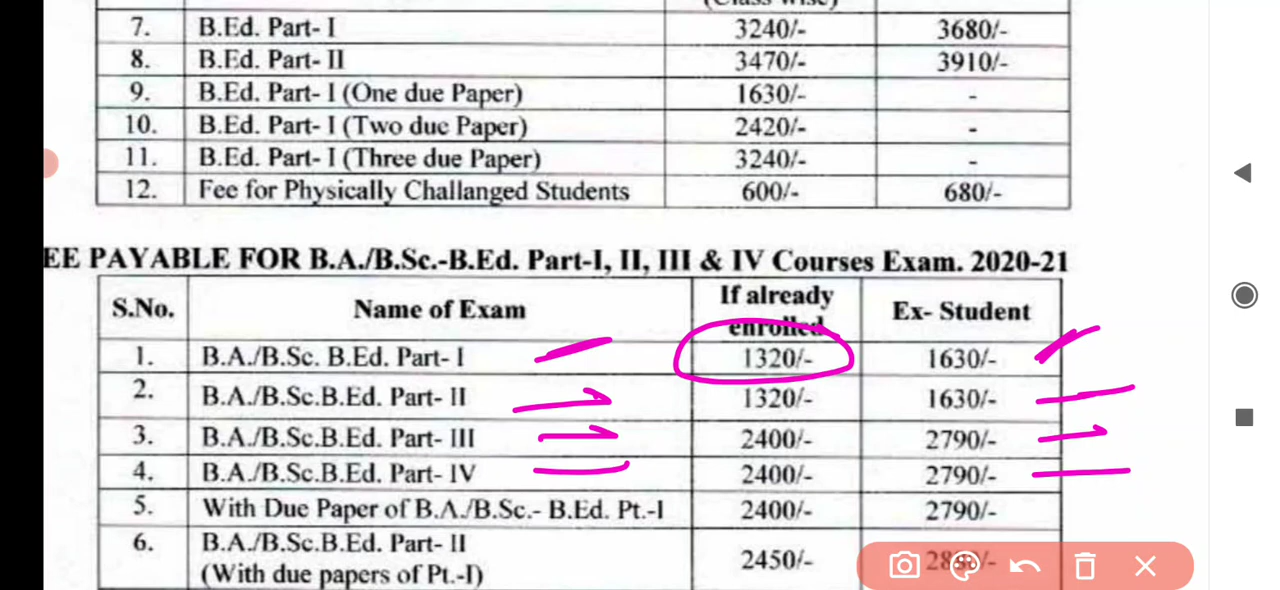 (Class wise)
7. B.Ed. Part- I 3240/- 3680/-
8. B.Ed. Part- II 3470/- 3910/-
9. B.Ed. Part- I (One due Paper) 1630/- -
10. B.Ed. Part- I (Two due Paper) 2420/- -
11. B.Ed. Part- I (Three due Paper) 3240/- -
12. Fee for Physically Challanged Students 600/- 680/-
EE PAYABLE FOR B.A./B.Sc.-B.Ed. Part-I, II, III & IV Courses Exam. 2020-21
S.No. Name of Exam If already enrolled Ex- Student
1. B.A./B.Sc. B.Ed. Part- I 1320/- 1630/-
2. B.A./B.Sc.B.Ed. Part- II 1320/- 1630/-
3. B.A./B.Sc.B.Ed. Part- III 2400/- 2790/-
4. B.A./B.Sc.B.Ed. Part- IV 2400/- 2790/-
5. With Due Paper of B.A./B.Sc.- B.Ed. Pt.-I 2400/- 2790/-
6. B.A./B.Sc.B.Ed. Part- II 2450/-
(With due papers of Pt.-I)